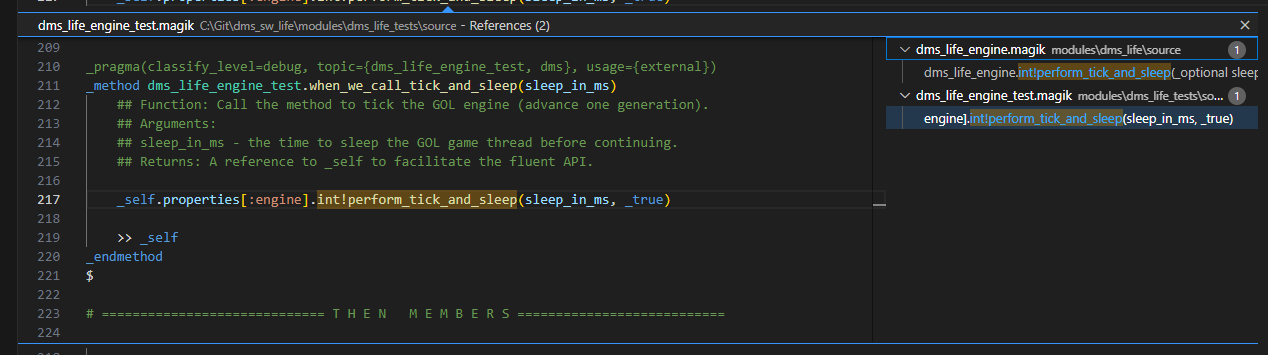 dms_life_engine_test.magik C:\Git\dms_sw_life\modules\dms_life_tests\source - References (2)
209
210 _pragma(classify_level=debug, topic={dms_life_engine_test, dms}, usage={external})
211 _method dms_life_engine_test.when_we_call_tick_and_sleep(sleep_in_ms)
212 ## Function: Call the method to tick the GOL engine (advance one generation).
213 ## Arguments:
214 ## sleep_in_ms - the time to sleep the GOL game thread before continuing.
215 ## Returns: A reference to _self to facilitate the fluent API.
216
217 _self.properties[:engine].int!perform_tick_and_sleep(sleep_in_ms, _true)
218
219 >> _self
220 _endmethod
221 $
222
223 # ============================ T H E N   M E M B E R S ==========================
224
dms_life_engine.magik modules\dms_life\source 1
dms_life_engine.int!perform_tick_and_sleep(_optional sleep
dms_life_engine_test.magik modules\dms_life_tests\so... 1
engine].int!perform_tick_and_sleep(sleep_in_ms, _true)